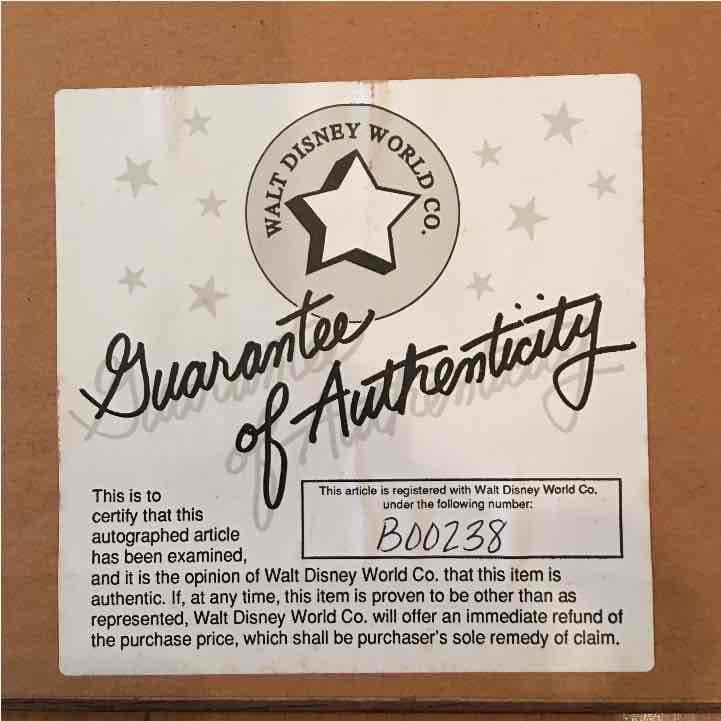 WALT DISNEY WORLD CO.
Guarantee
of Authenticity
This is to
certify that this
autographed article
has been examined,
This article is registered with Walt Disney World Co.
under the following number:
B00238
and it is the opinion of Walt Disney World Co. that this item is
authentic. If, at any time, this item is proven to be other than as
represented, Walt Disney World Co. will offer an immediate refund of
the purchase price, which shall be purchaser's sole remedy of claim.